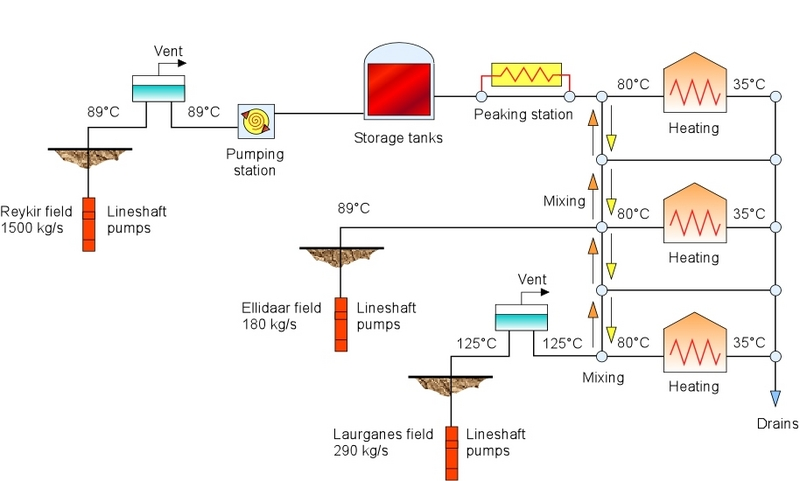 Vent
89°C
89°C
Pumping
station
Storage tanks
Peaking station
80°C
35°C
Heating
Reykir field
1500 kg/s
Lineshaft
pumps
Mixing
89°C
80°C
35°C
Heating
Ellidaar field
180 kg/s
Lineshaft
pumps
Vent
125°C
125°C
Mixing
80°C
35°C
Heating
Drains
Laurganes field
290 kg/s
Lineshaft
pumps